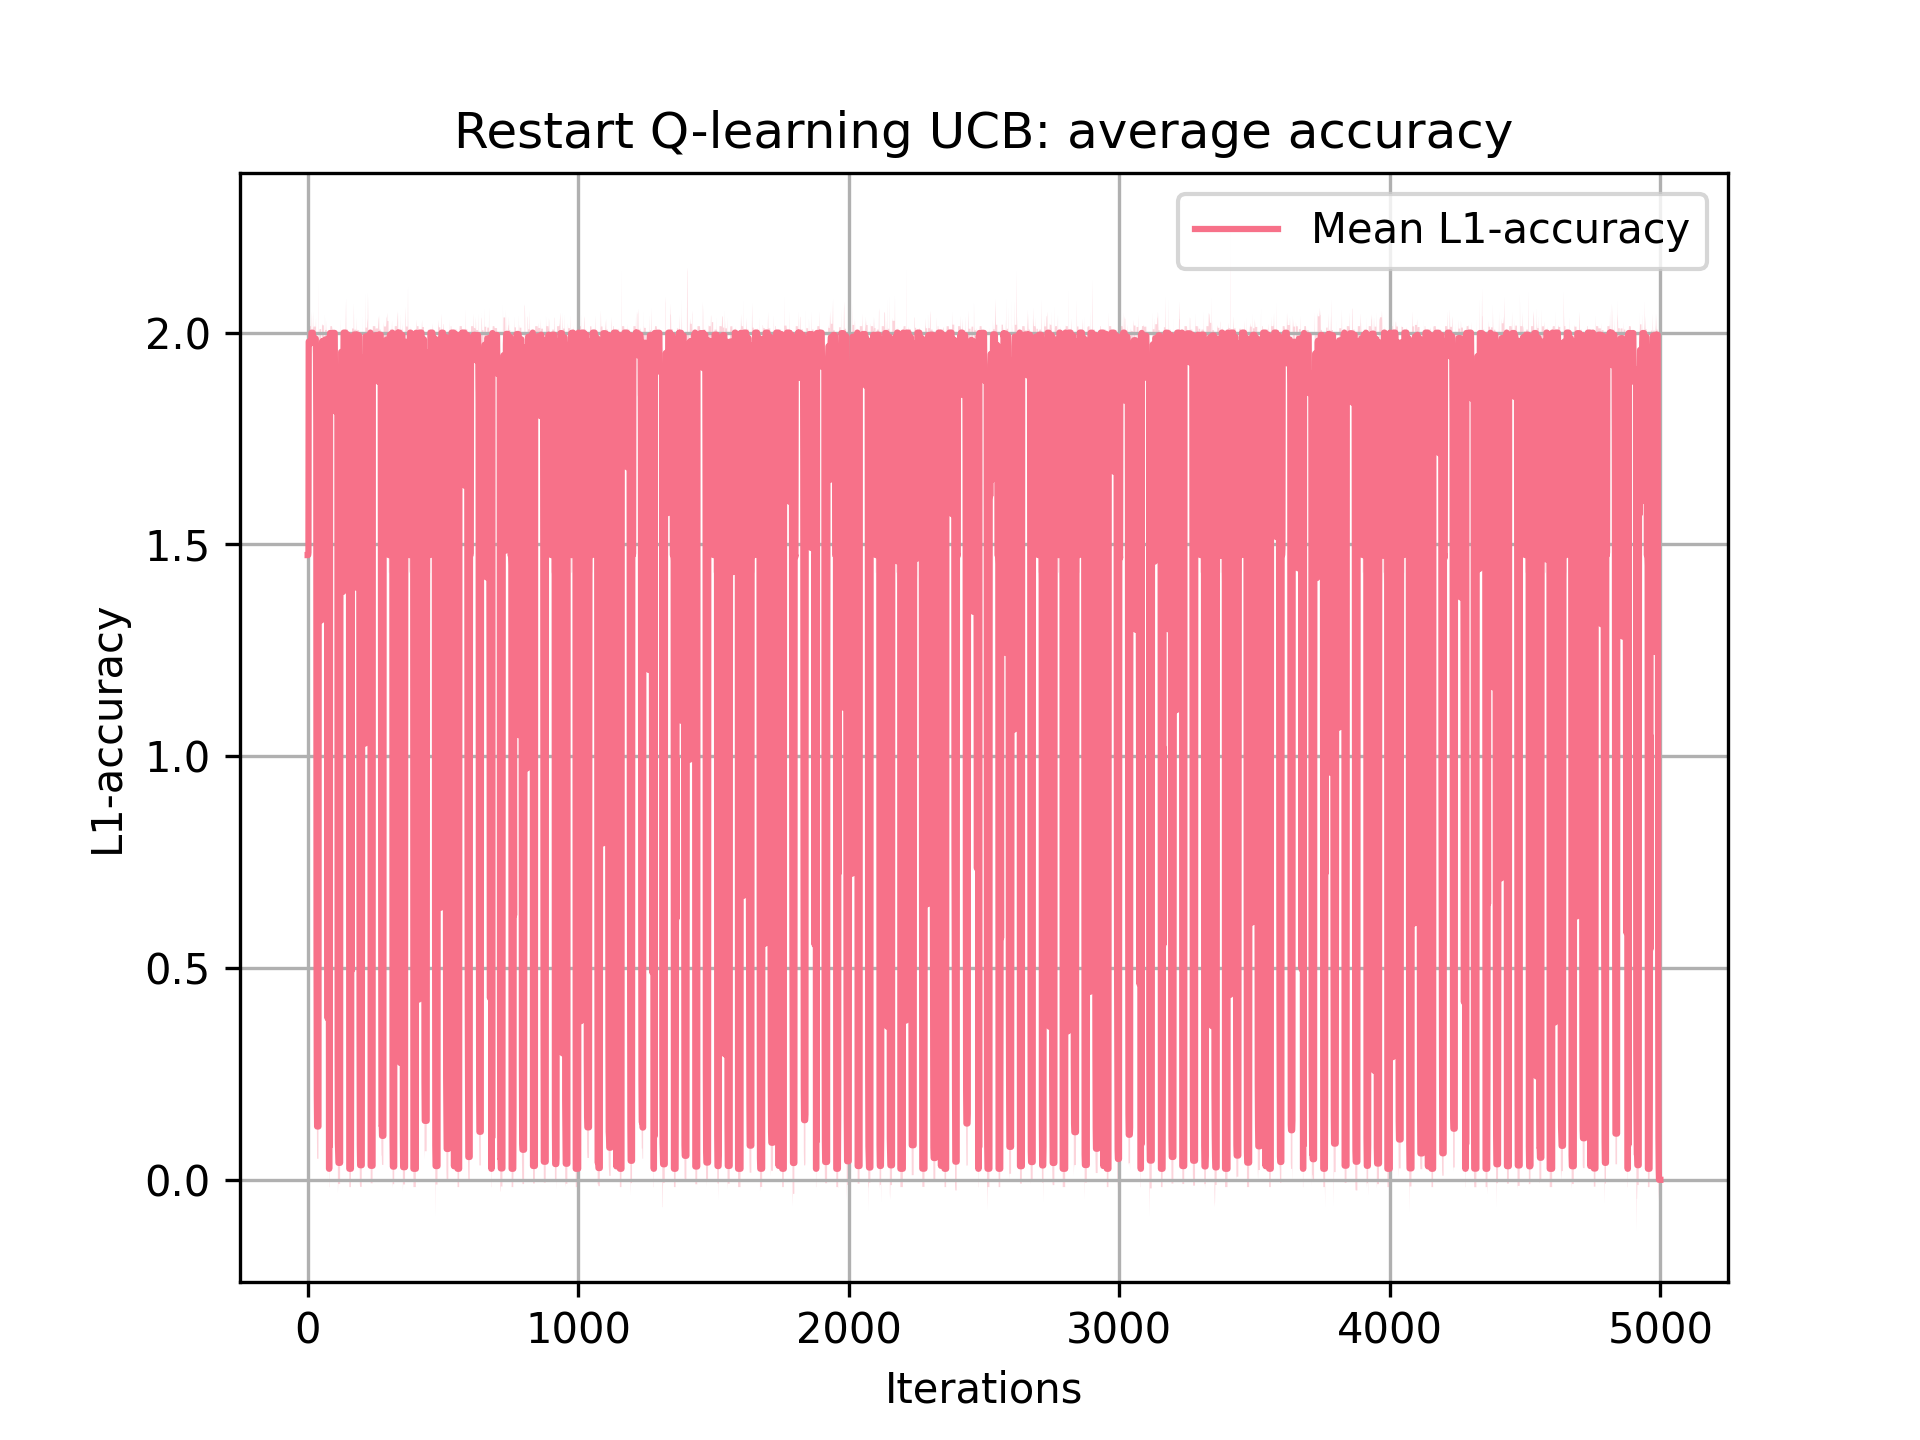 Restart Q-learning UCB: average accuracy
Mean L1-accuracy
2.0
1.5
1.0
0.5
0.0
L1-accuracy
0 1000 2000 3000 4000 5000
Iterations